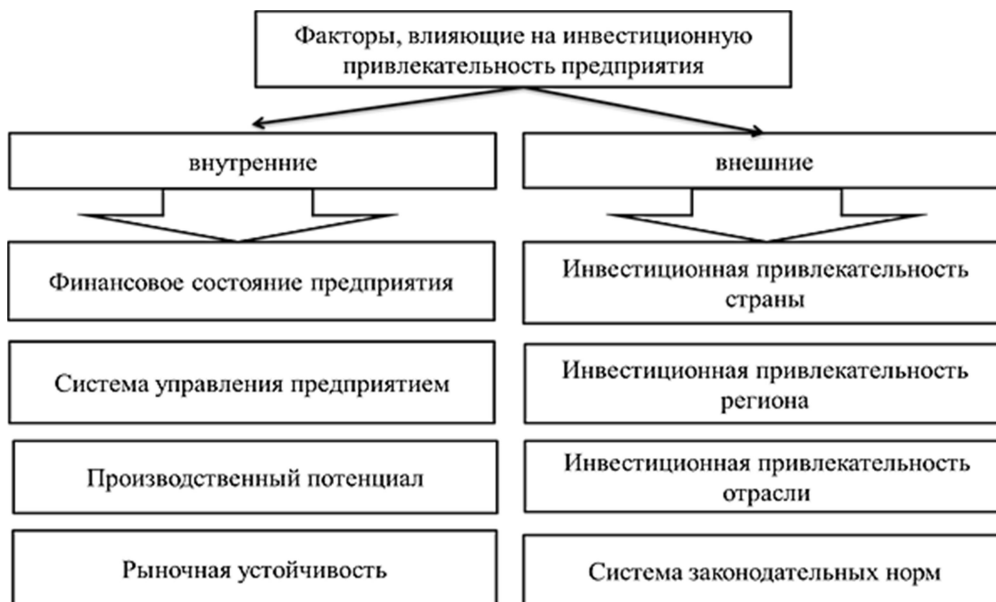 Факторы, влияющие на инвестиционную
привлекательность предприятия
внутренние
внешние
Финансовое состояние предприятия
Инвестиционная привлекательность
страны
Система управления предприятием
Инвестиционная привлекательность
региона
Производственный потенциал
Инвестиционная привлекательность
отрасли
Рыночная устойчивость
Система законодательных норм